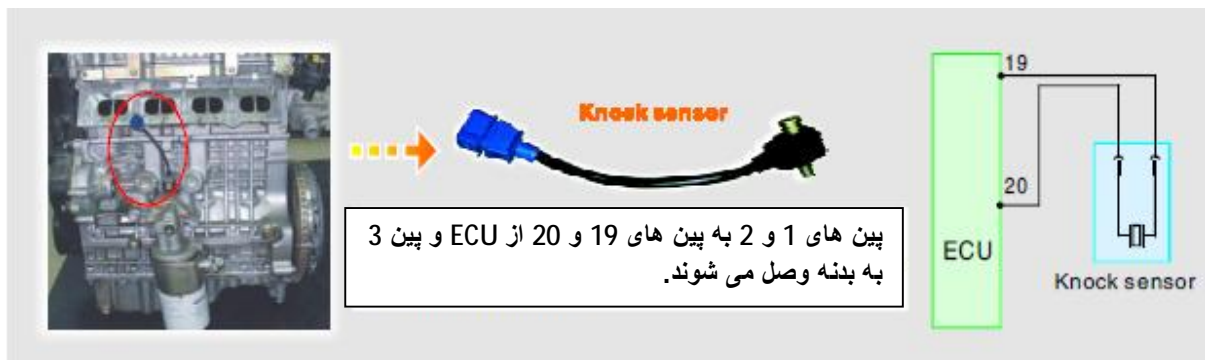 Knock sensor
پین های 1 و 2 به پین های 19 و 20 از ECU و پین 3
به بدنه وصل می شوند.
19
20
ECU
Knock sensor